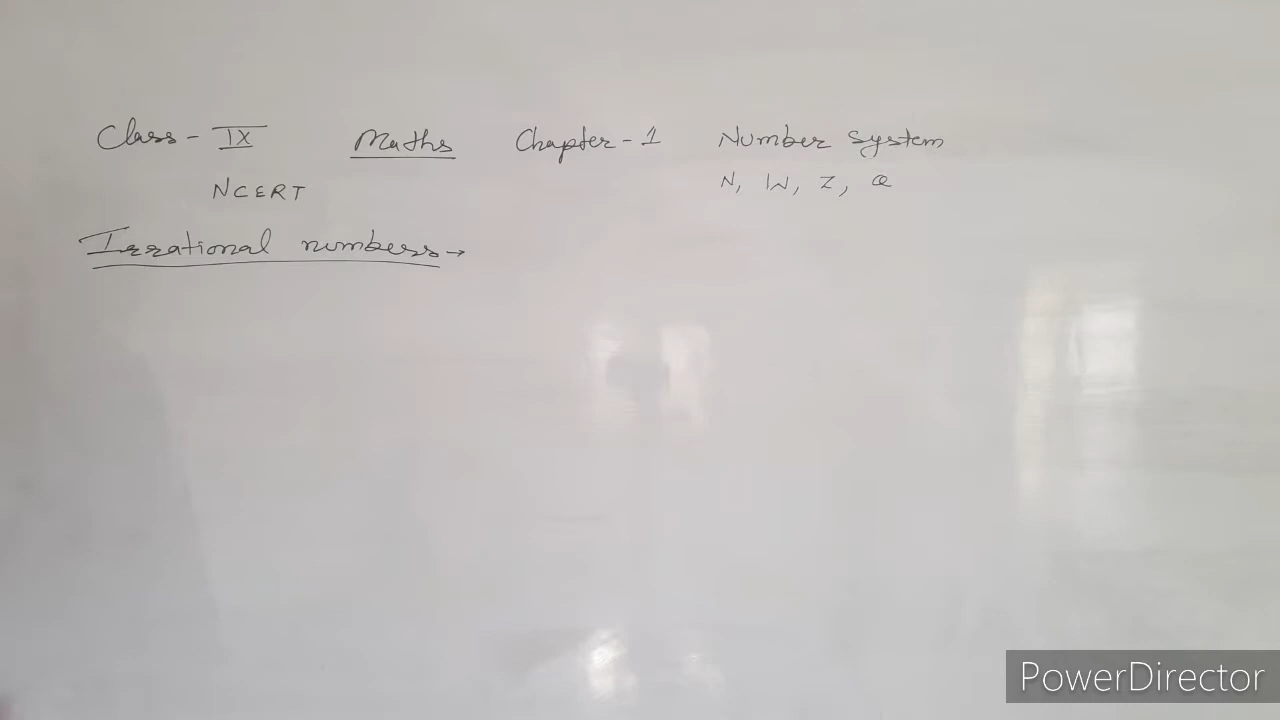 Class - IX Maths Chapter - 1 Number System
NCERT N, W, Z, Q
Irrational numbers →
PowerDirector